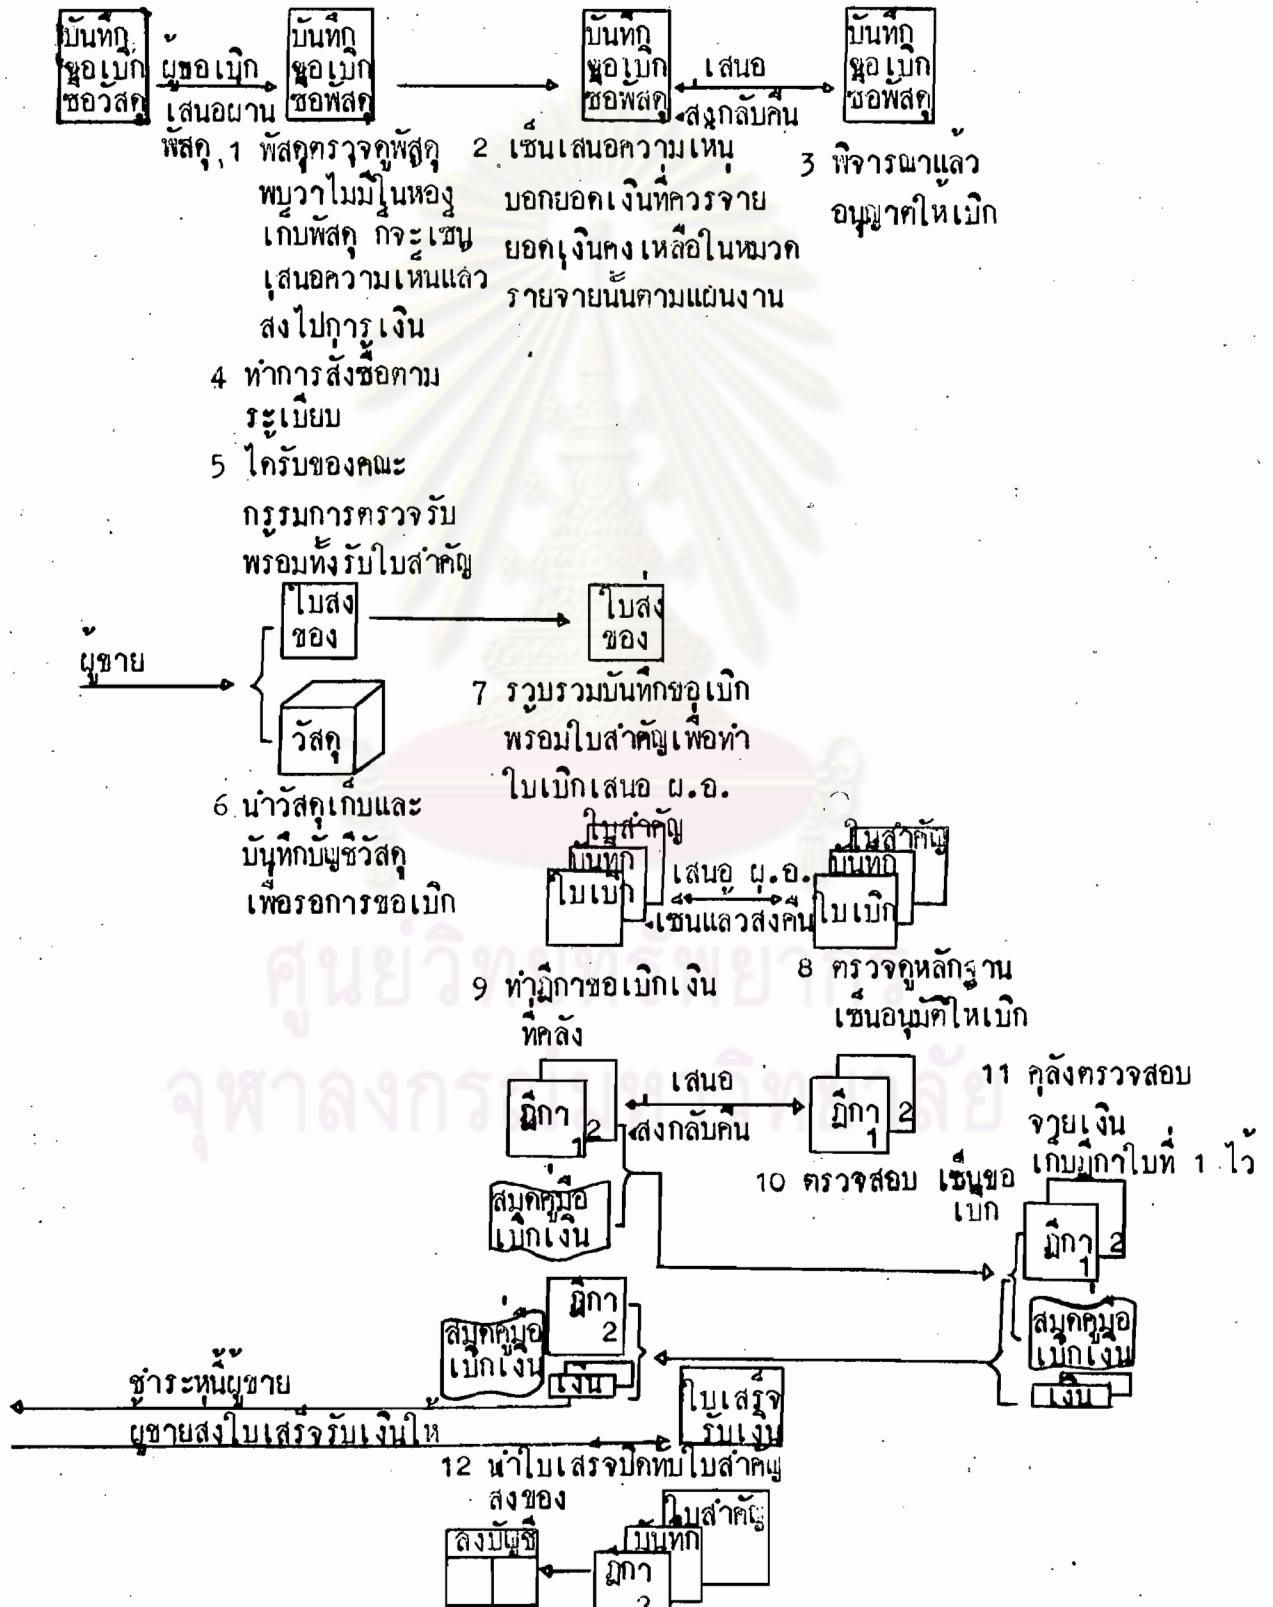 บันทึก
ขอเบิก
ซื้อวัสดุ
ผู้ขอเบิก
เสนอผ่าน
พัสดุ
บันทึก
ขอเบิก
ซื้อพัสดุ
บันทึก
ขอเบิก
ซื้อพัสดุ
เสนอ
ส่งกลับคืน
บันทึก
ขอเบิก
ซื้อพัสดุ
1 พัสดุตรวจดูพัสดุ
พบว่าไม่มีในห้อง
เก็บพัสดุ ก็จะเซ็น
เสนอความเห็นแล้ว
ส่งไปการเงิน
2 เซ็นเสนอความเห็น
บอกยอดเงินที่ควรจ่าย
ยอดเงินคงเหลือในหมวด
รายจ่ายนั้นตามแผนงาน
3 พิจารณาแล้ว
อนุญาตให้เบิก
4 ทำการสั่งซื้อตาม
ระเบียบ
5 ได้รับของคณะ
กรรมการตรวจรับ
พร้อมทั้งรับใบสำคัญ
ผู้ขาย
ใบส่ง
ของ
วัสดุ
ใบส่ง
ของ
6 นำวัสดุเก็บและ
บันทึกบัญชีวัสดุ
เพื่อรอการขอเบิก
7 รวบรวมบันทึกขอเบิก
พร้อมใบสำคัญเพื่อทำ
ใบเบิกเสนอ ผ.อ.
ใบสำคัญ
บันทึก
ใบเบิก
เสนอ ผ.อ.
เซ็นแล้วส่งคืน
ใบสำคัญ
บันทึก
ใบเบิก
8 ตรวจดูหลักฐาน
เซ็นอนุมัติให้เบิก
9 ทำฎีกาขอเบิกเงิน
ที่คลัง
ฎีกา
1
2
เสนอ
ส่งกลับคืน
ฎีกา
1
2
สมุดคู่มือ
เบิกเงิน
10 ตรวจสอบ เซ็นขอ
เบิก
11 คลังตรวจสอบ
จ่ายเงิน
เก็บฎีกาใบที่ 1 ไว้
ฎีกา
1
2
สมุดคู่มือ
เบิกเงิน
เงิน
สมุดคู่มือ
เบิกเงิน
ฎีกา
2
เงิน
ชำระหนี้ผู้ขาย
ผู้ขายส่งใบเสร็จรับเงินให้
ใบเสร็จ
รับเงิน
12 นำใบเสร็จปิดทับใบสำคัญ
ส่งของ
ลงบัญชี
ใบสำคัญ
บันทึก
ฎีกา
2
ศูนย์วิทยทรัพยากร
จุฬาลงกรณ์มหาวิทยาลัย